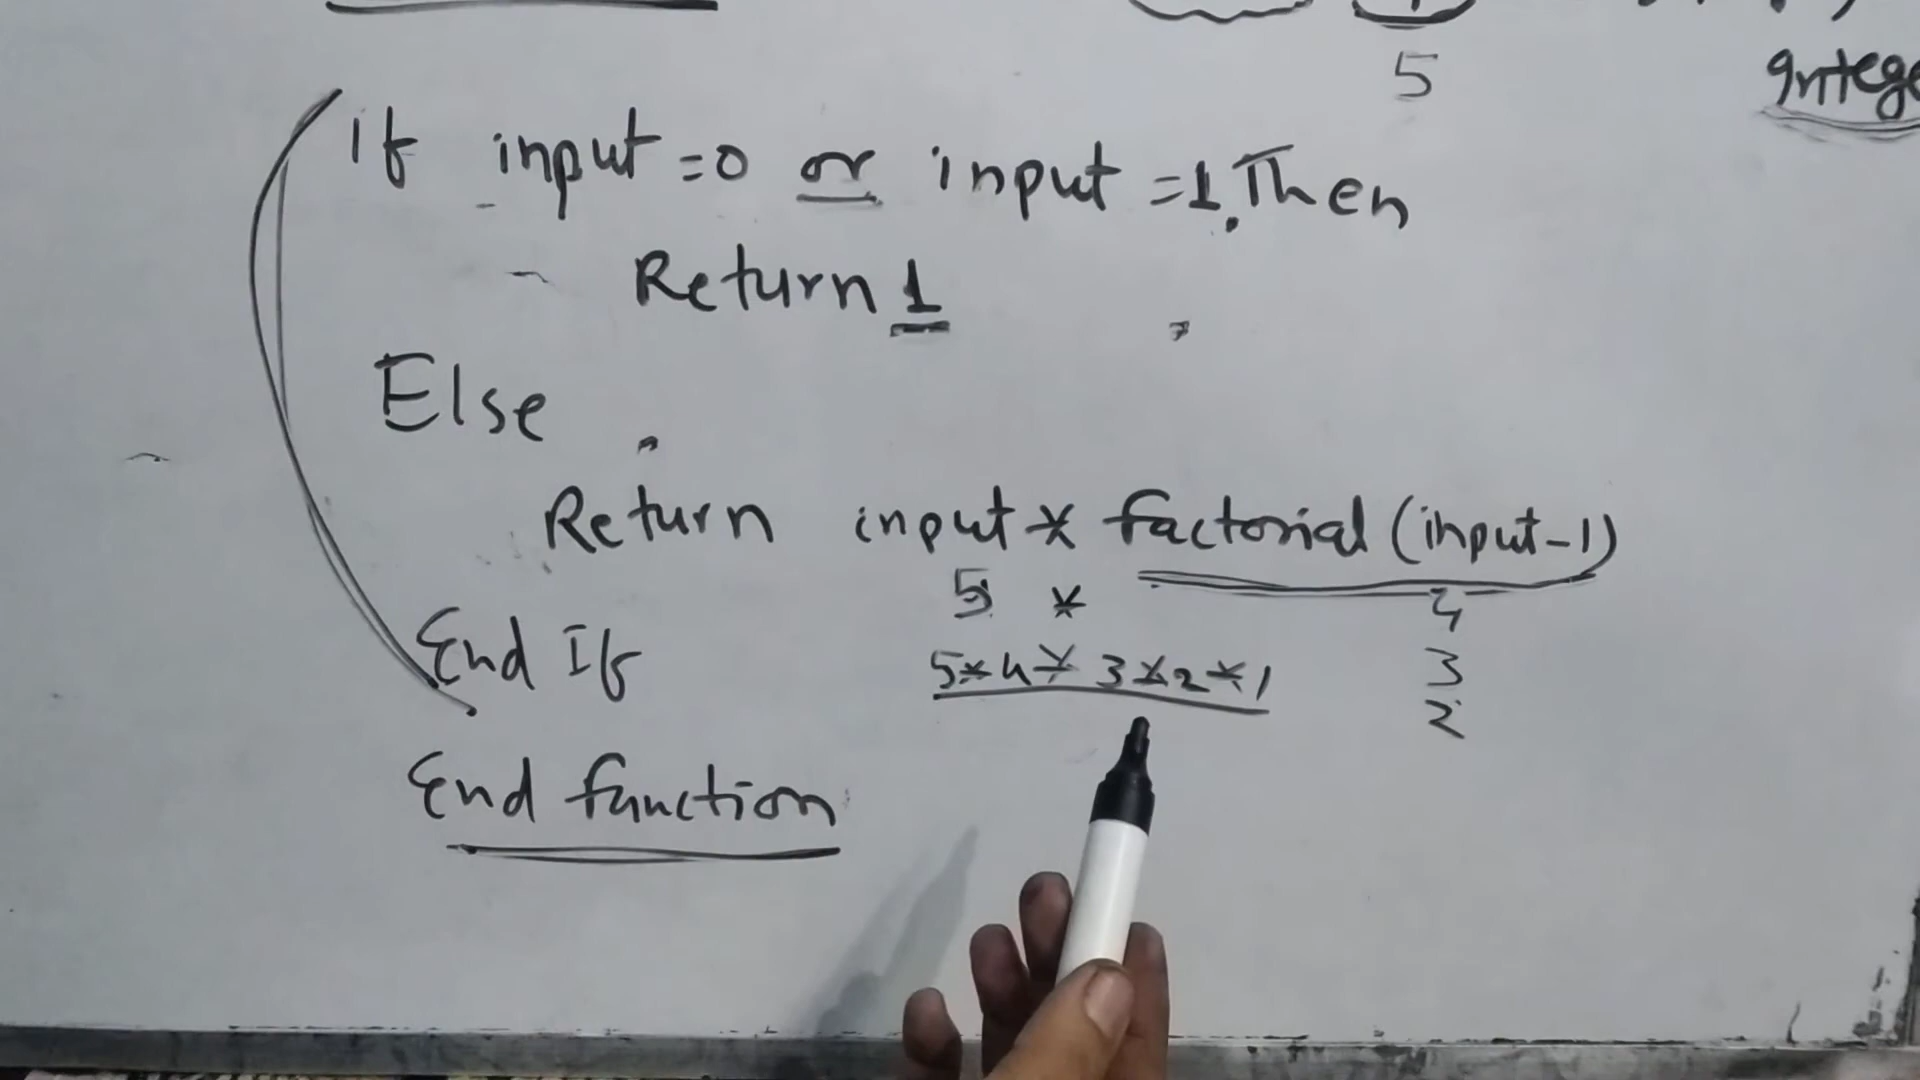 5
If input =0 or input =1 Then
Return 1
Else
Return input * factorial (input-1)
5 *
4
End If
5*4*3*2*1
3
2
End function